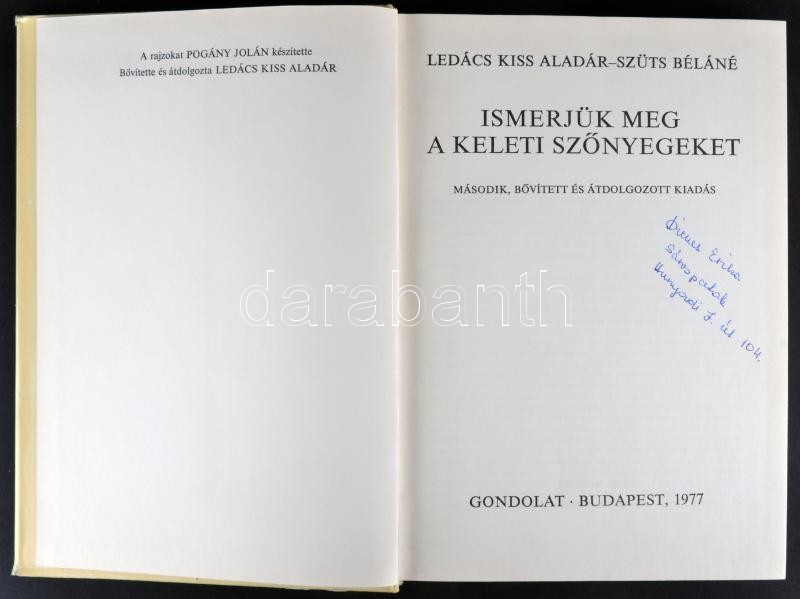 A rajzokat POGÁNY JOLÁN készítette
Bővítette és átdolgozta LEDÁCS KISS ALADÁR
LEDÁCS KISS ALADÁR–SZÜTS BÉLÁNÉ
ISMERJÜK MEG
A KELETI SZŐNYEGEKET
MÁSODIK, BŐVÍTETT ÉS ÁTDOLGOZOTT KIADÁS
Erika
Sárospatak
Hunyadi J. út 104.
darabanth
GONDOLAT · BUDAPEST, 1977